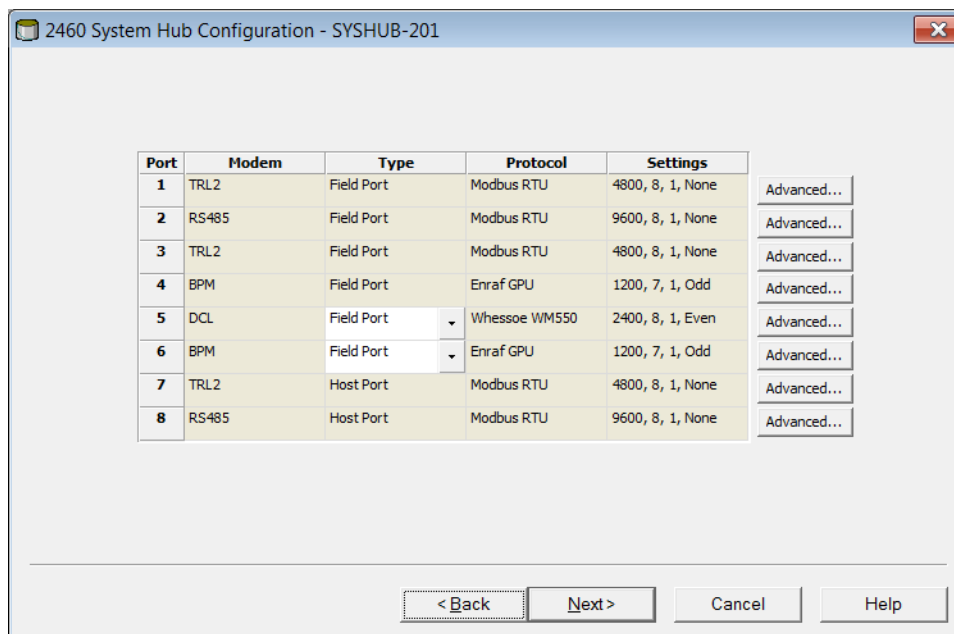 2460 System Hub Configuration - SYSHUB-201
Port Modem Type Protocol Settings
1 TRL2 Field Port Modbus RTU 4800, 8, 1, None Advanced...
2 RS485 Field Port Modbus RTU 9600, 8, 1, None Advanced...
3 TRL2 Field Port Modbus RTU 4800, 8, 1, None Advanced...
4 BPM Field Port Enraf GPU 1200, 7, 1, Odd Advanced...
5 DCL Field Port Whessoe WM550 2400, 8, 1, Even Advanced...
6 BPM Field Port Enraf GPU 1200, 7, 1, Odd Advanced...
7 TRL2 Host Port Modbus RTU 4800, 8, 1, None Advanced...
8 RS485 Host Port Modbus RTU 9600, 8, 1, None Advanced...
< Back Next > Cancel Help